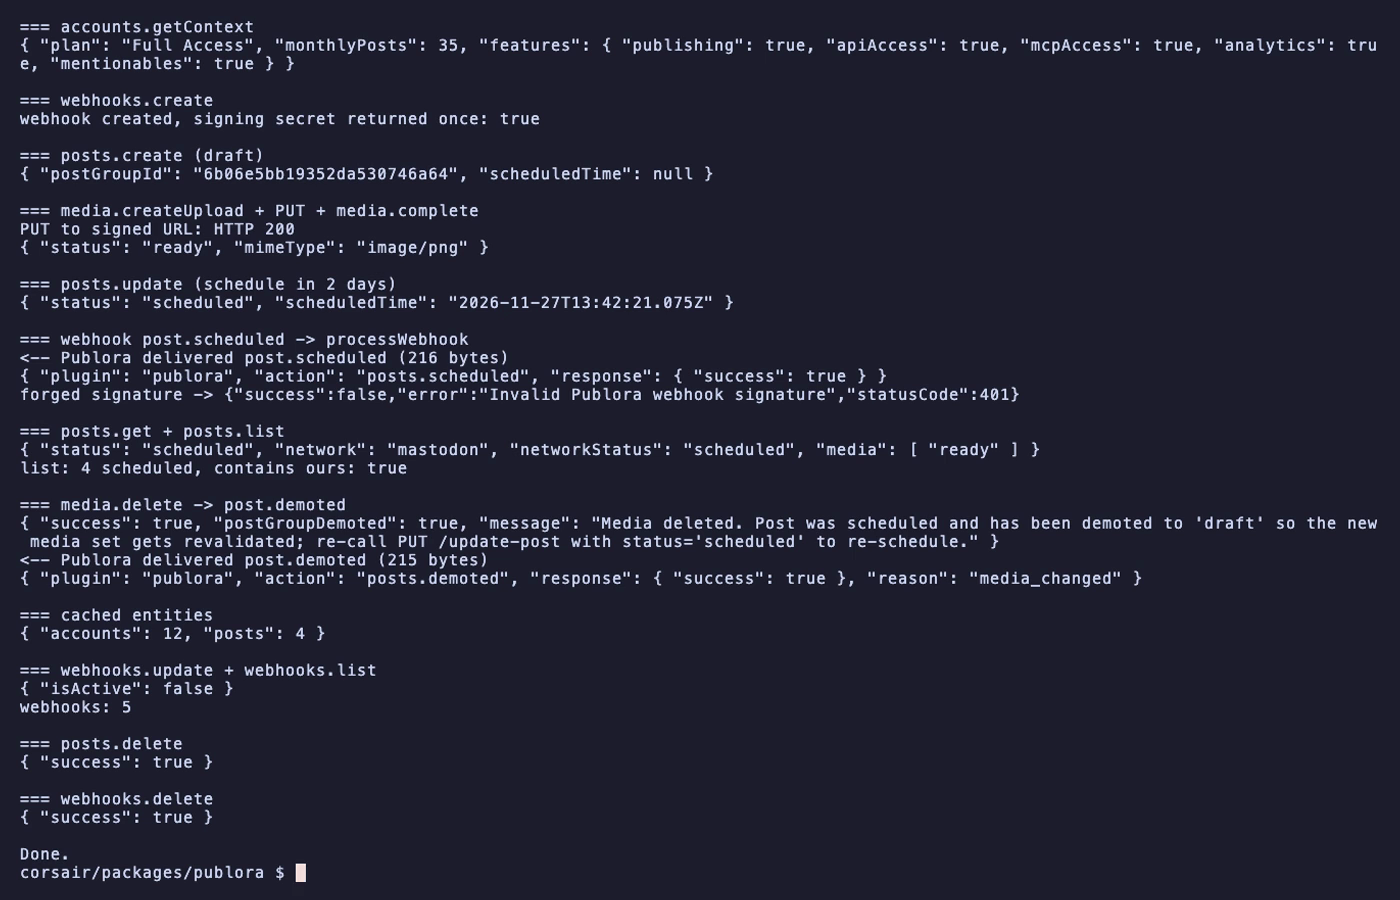 === accounts.getContext
{ "plan": "Full Access", "monthlyPosts": 35, "features": { "publishing": true, "apiAccess": true, "mcpAccess": true, "analytics": tru
e, "mentionables": true } }
=== webhooks.create
webhook created, signing secret returned once: true
=== posts.create (draft)
{ "postGroupId": "6b06e5bb19352da530746a64", "scheduledTime": null }
=== media.createUpload + PUT + media.complete
PUT to signed URL: HTTP 200
{ "status": "ready", "mimeType": "image/png" }
=== posts.update (schedule in 2 days)
{ "status": "scheduled", "scheduledTime": "2026-11-27T13:42:21.075Z" }
=== webhook post.scheduled -> processWebhook
<-- Publora delivered post.scheduled (216 bytes)
{ "plugin": "publora", "action": "posts.scheduled", "response": { "success": true } }
forged signature -> {"success":false,"error":"Invalid Publora webhook signature","statusCode":401}
=== posts.get + posts.list
{ "status": "scheduled", "network": "mastodon", "networkStatus": "scheduled", "media": [ "ready" ] }
list: 4 scheduled, contains ours: true
=== media.delete -> post.demoted
{ "success": true, "postGroupDemoted": true, "message": "Media deleted. Post was scheduled and has been demoted to 'draft' so the new
 media set gets revalidated; re-call PUT /update-post with status='scheduled' to re-schedule." }
<-- Publora delivered post.demoted (215 bytes)
{ "plugin": "publora", "action": "posts.demoted", "response": { "success": true }, "reason": "media_changed" }
=== cached entities
{ "accounts": 12, "posts": 4 }
=== webhooks.update + webhooks.list
{ "isActive": false }
webhooks: 5
=== posts.delete
{ "success": true }
=== webhooks.delete
{ "success": true }
Done.
corsair/packages/publora $